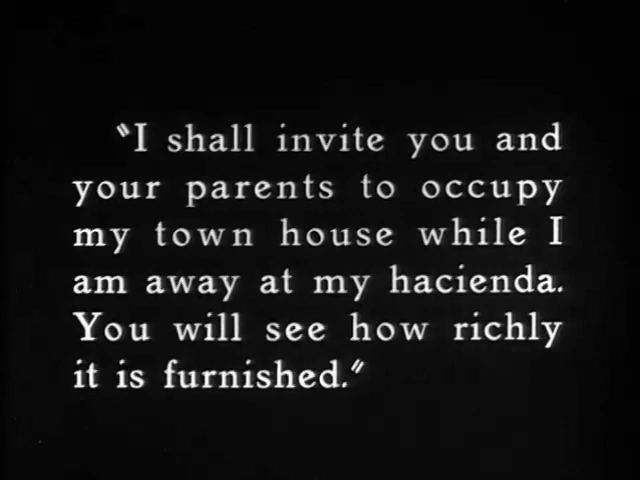 "I shall invite you and
your parents to occupy
my town house while I
am away at my hacienda.
You will see how richly
it is furnished."